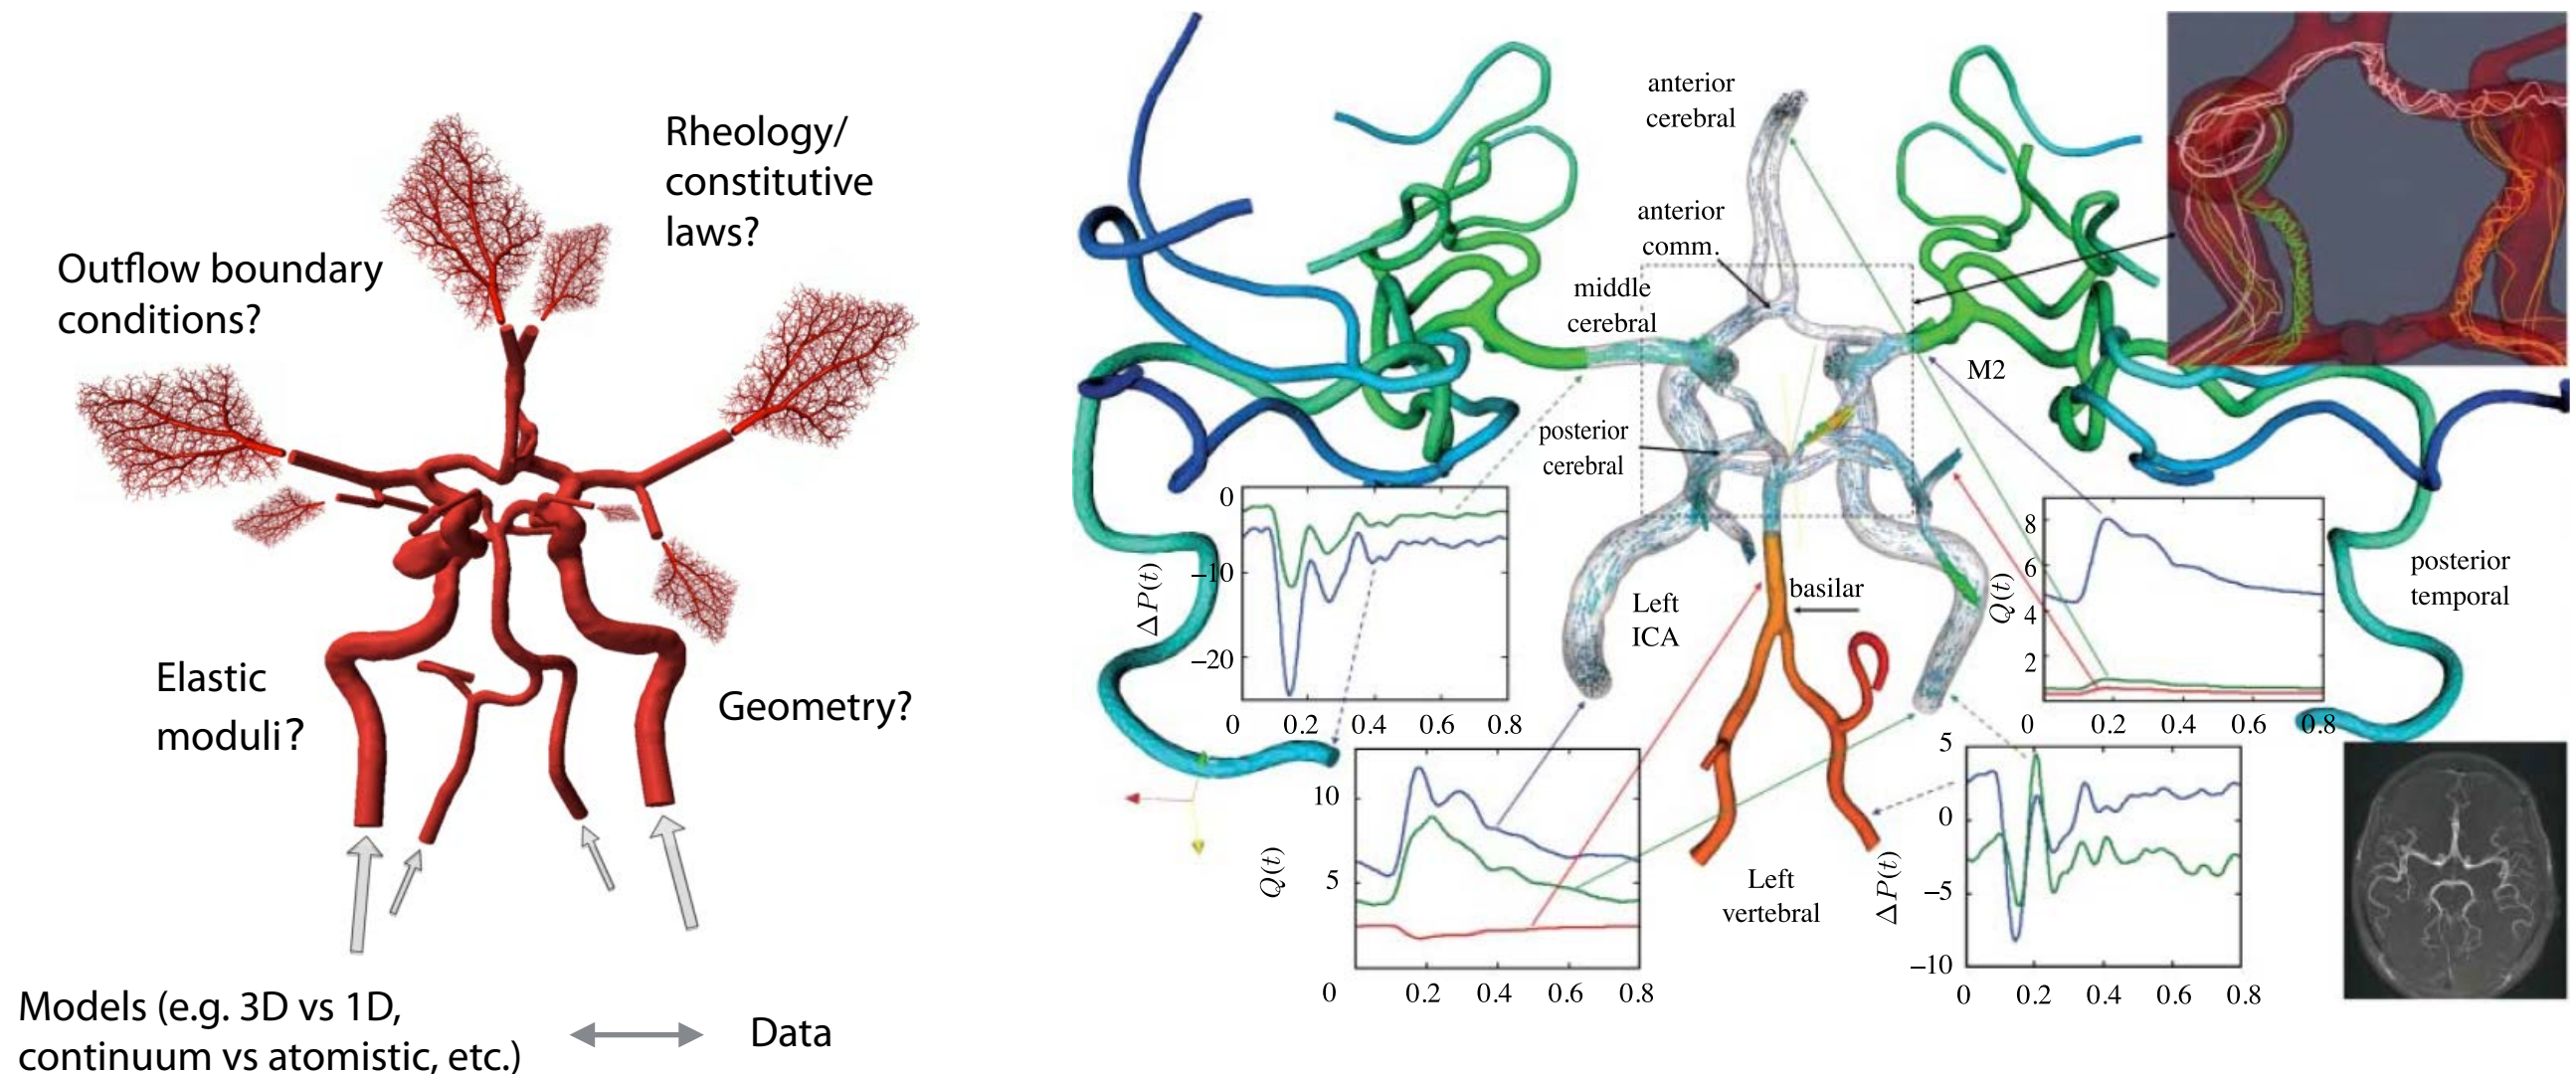 Rheology/
constitutive
laws?
Outflow boundary
conditions?
Elastic
moduli?
Geometry?
Models (e.g. 3D vs 1D,
continuum vs atomistic, etc.)
Data
anterior
cerebral
anterior
comm.
middle
cerebral
M2
posterior
cerebral
0
−10
−20
ΔP(t)
0 0.2 0.4 0.6 0.8
Left
ICA
basilar
8
6
4
2
Q(t)
0 0.2 0.4 0.6 0.8
posterior
temporal
10
5
Q(t)
0 0.2 0.4 0.6 0.8
Left
vertebral
5
0
−5
−10
ΔP(t)
0 0.2 0.4 0.6 0.8